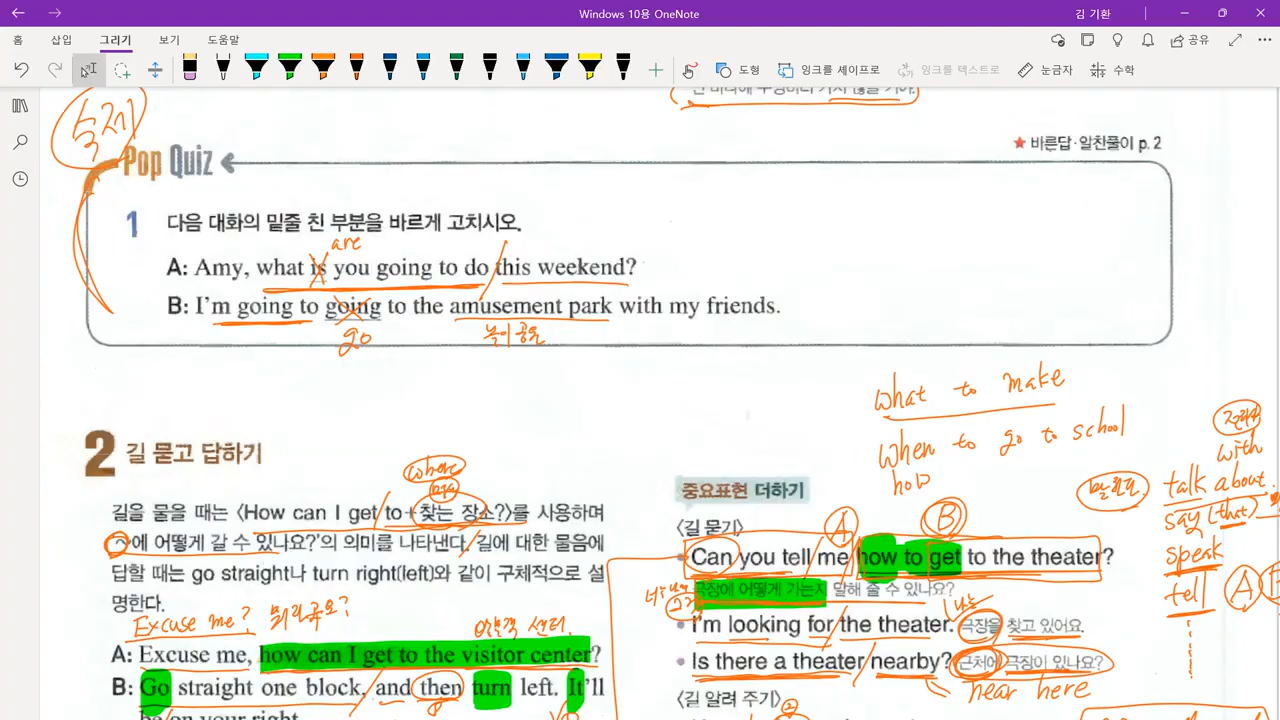 Windows 10용 OneNote
김 기환
홈 삽입 그리기 보기 도움말
공유
도형 잉크를 셰이프로 잉크를 텍스트로 눈금자 수학
숙제
Pop Quiz
★ 바른답·알찬풀이 p. 2
1 다음 대화의 밑줄 친 부분을 바르게 고치시오.
are
A: Amy, what is you going to do this weekend?
B: I'm going to going to the amusement park with my friends.
go 놀이공원
what to make
when to go to school
how
전치사
with
talk about
say (that)
speak
tell A
2 길 묻고 답하기
where
길을 물을 때는 〈How can I get to+찾는 장소?〉를 사용하며
'~에 어떻게 갈 수 있나요?'의 의미를 나타낸다. 길에 대한 물음에
답할 때는 go straight나 turn right(left)와 같이 구체적으로 설
명한다.
Excuse me?
A: Excuse me, how can I get to the visitor center?
B: Go straight one block, and then turn left. It'll
be on your right.
중요표현 더하기
〈길 묻기〉
A B
• Can you tell me how to get to the theater?
극장에 어떻게 가는지 말해 줄 수 있나요?
• I'm looking for the theater. 극장을 찾고 있어요.
나는
• Is there a theater nearby? 근처에 극장이 있나요?
near here
〈길 알려 주기〉